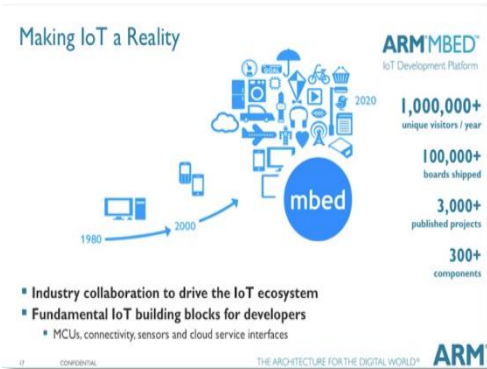 Making IoT a Reality
ARM®MBED™
IoT Development Platform
2020
1,000,000+
unique visitors / year
100,000+
boards shipped
mbed
3,000+
published projects
2000
1980
300+
components
▪ Industry collaboration to drive the IoT ecosystem
▪ Fundamental IoT building blocks for developers
▪ MCUs, connectivity, sensors and cloud service interfaces
17 CONFIDENTIAL
THE ARCHITECTURE FOR THE DIGITAL WORLD® ARM